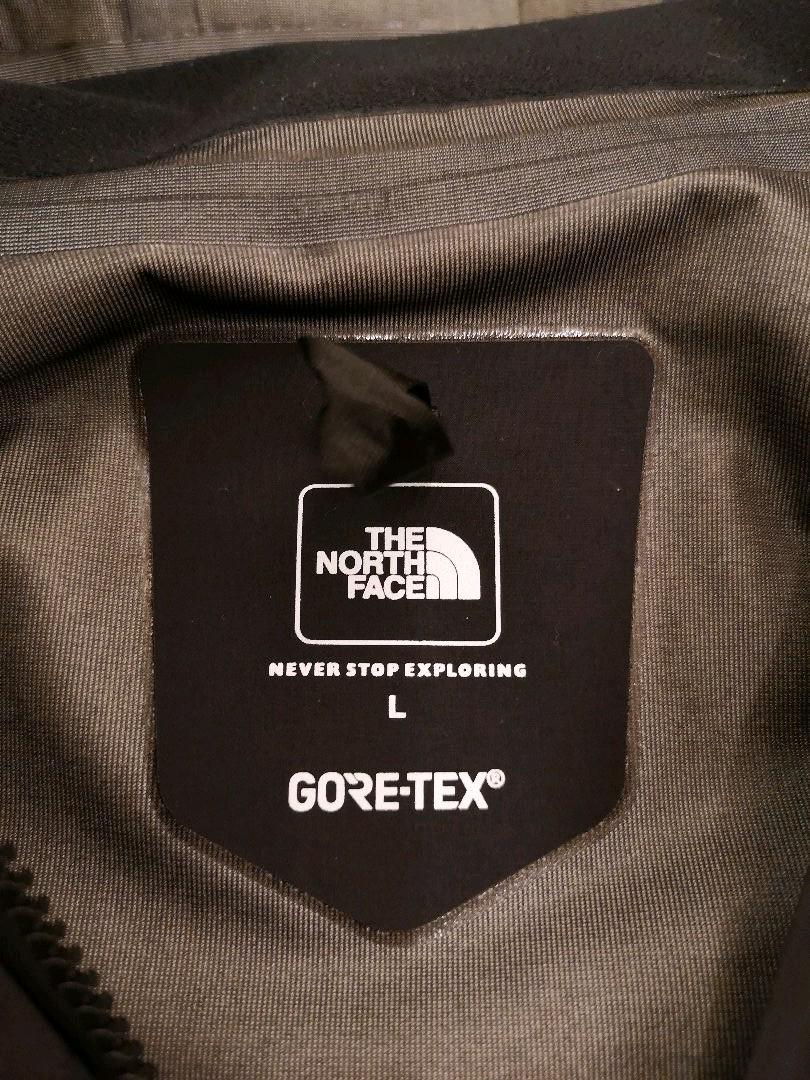 THE
NORTH
FACE
NEVER STOP EXPLORING
L
GORE-TEX®